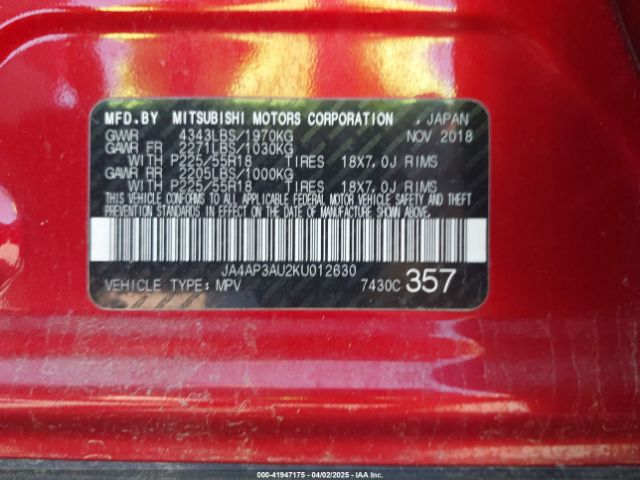 MFD.BY MITSUBISHI MOTORS CORPORATION JAPAN
GVWR 4343LBS/1970KG NOV 2018
GAWR FR 2271LBS/1030KG
WITH P225/55R18 TIRES 18X7.0J RIMS
GAWR RR 2205LBS/1000KG
WITH P225/55R18 TIRES 18X7.0J RIMS
THIS VEHICLE CONFORMS TO ALL APPLICABLE FEDERAL MOTOR VEHICLE SAFETY AND THEFT
PREVENTION STANDARDS IN EFFECT ON THE DATE OF MANUFACTURE SHOWN ABOVE.
JA4AP3AU2KU012630
VEHICLE TYPE: MPV 7430C 357
000-41947175 - 04/02/2025 - IAA, Inc.